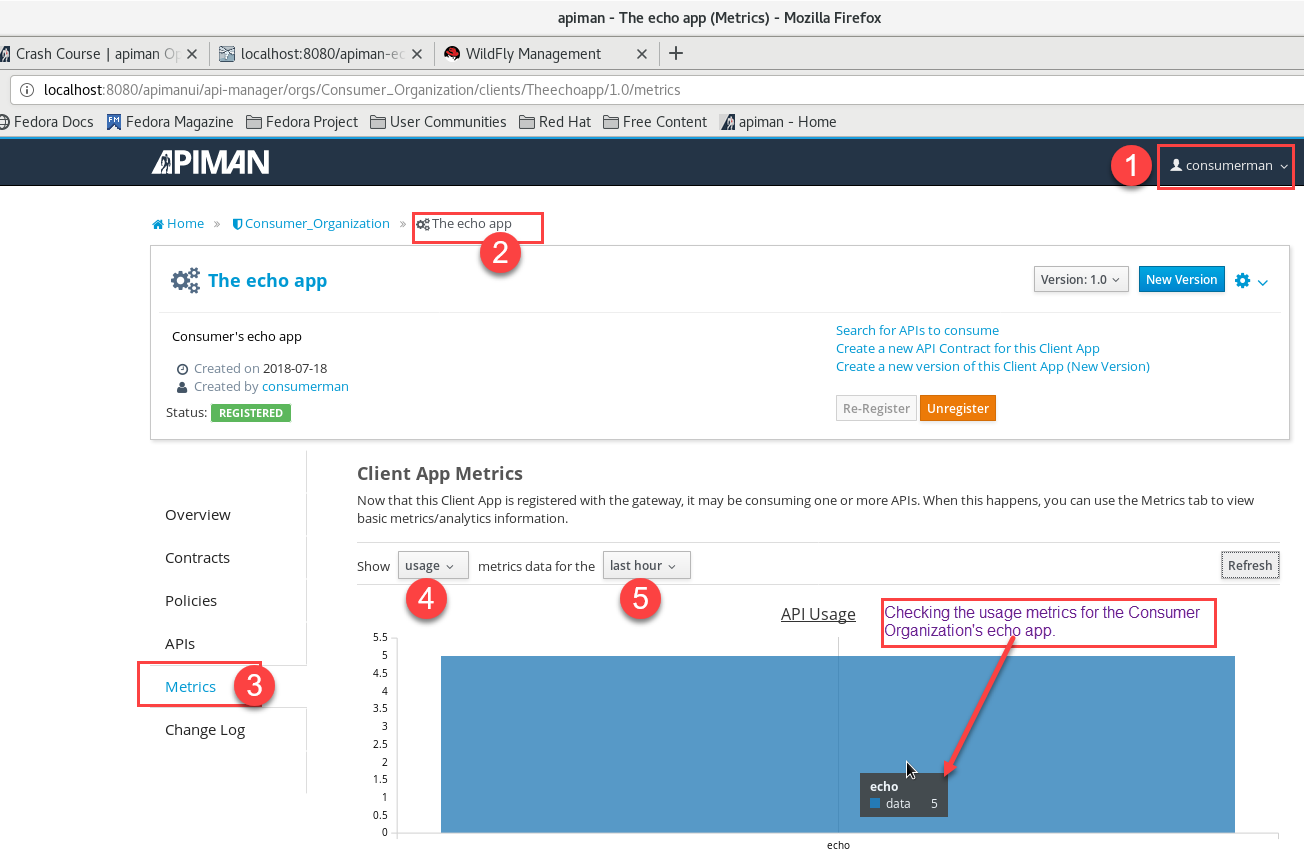 apiman - The echo app (Metrics) - Mozilla Firefox
Crash Course | apiman Op
localhost:8080/apiman-ec
WildFly Management
localhost:8080/apimanui/api-manager/orgs/Consumer_Organization/clients/Theechoapp/1.0/metrics
Fedora Docs FM Fedora Magazine Fedora Project User Communities Red Hat Free Content apiman - Home
APIMAN 1 consumerman
Home » Consumer_Organization » The echo app
2
The echo app Version: 1.0 New Version
Consumer's echo app
Search for APIs to consume
Create a new API Contract for this Client App
Create a new version of this Client App (New Version)
Created on 2018-07-18
Created by consumerman
Status: REGISTERED
Re-Register Unregister
Overview
Contracts
Policies
APIs
Metrics 3
Change Log
Client App Metrics
Now that this Client App is registered with the gateway, it may be consuming one or more APIs. When this happens, you can use the Metrics tab to view
basic metrics/analytics information.
Show usage metrics data for the last hour Refresh
4 5
API Usage
Checking the usage metrics for the Consumer
Organization's echo app.
5.5
5
4.5
4
3.5
3
2.5
2
1.5
1
0.5
0
echo
data 5
echo